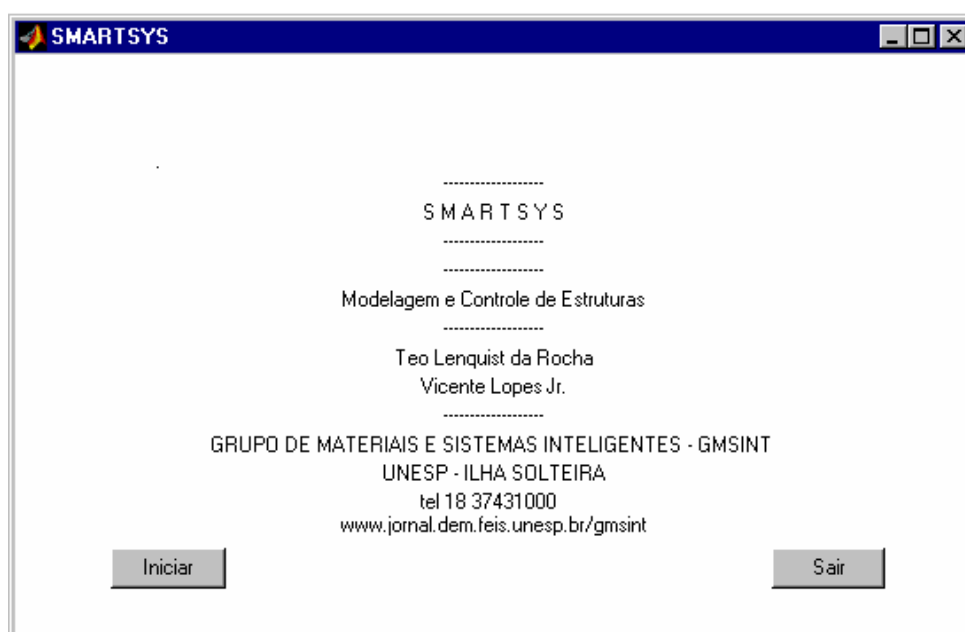 SMARTSYS
-------------------
S M A R T S Y S
-------------------
-------------------
Modelagem e Controle de Estruturas
-------------------
Teo Lenquist da Rocha
Vicente Lopes Jr.
-------------------
GRUPO DE MATERIAIS E SISTEMAS INTELIGENTES - GMSINT
UNESP - ILHA SOLTEIRA
tel 18 37431000
www.jornal.dem.feis.unesp.br/gmsint
Iniciar
Sair